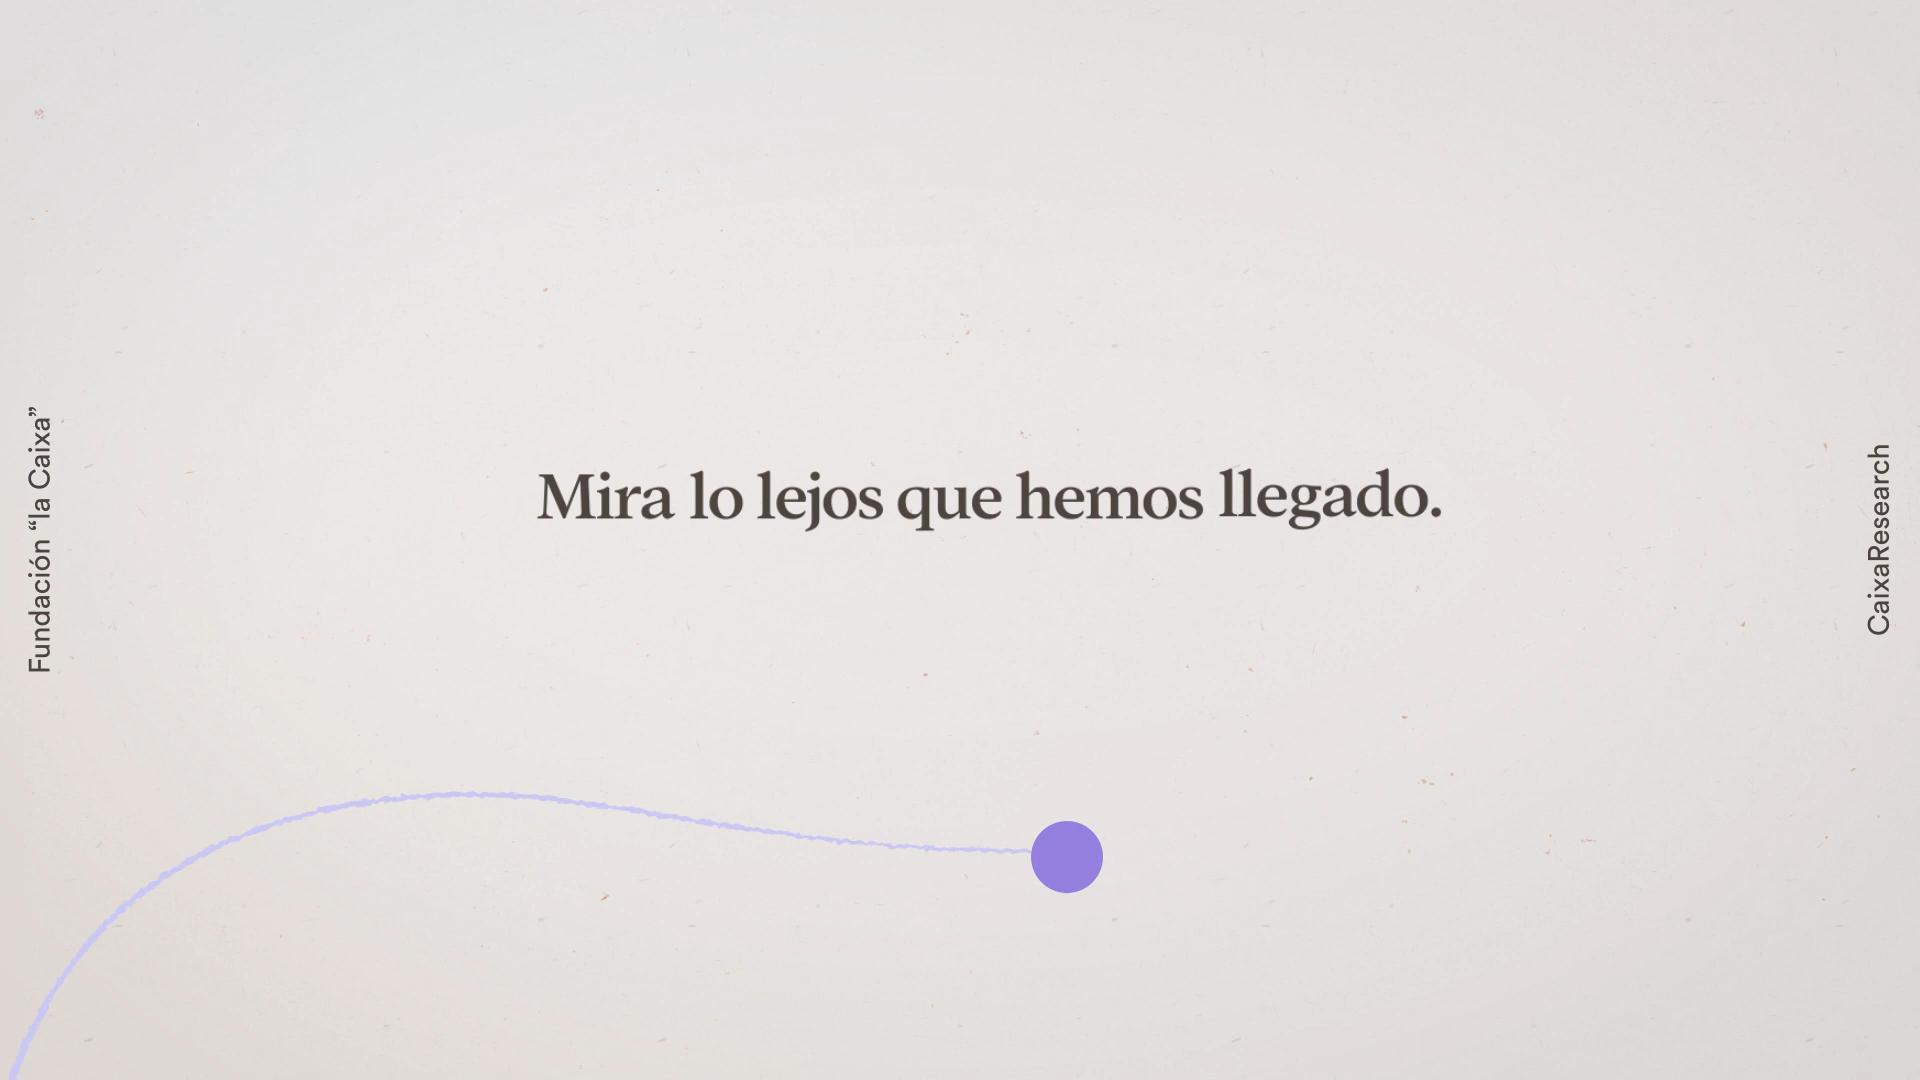 Fundación “la Caixa”
Mira lo lejos que hemos llegado.
CaixaResearch